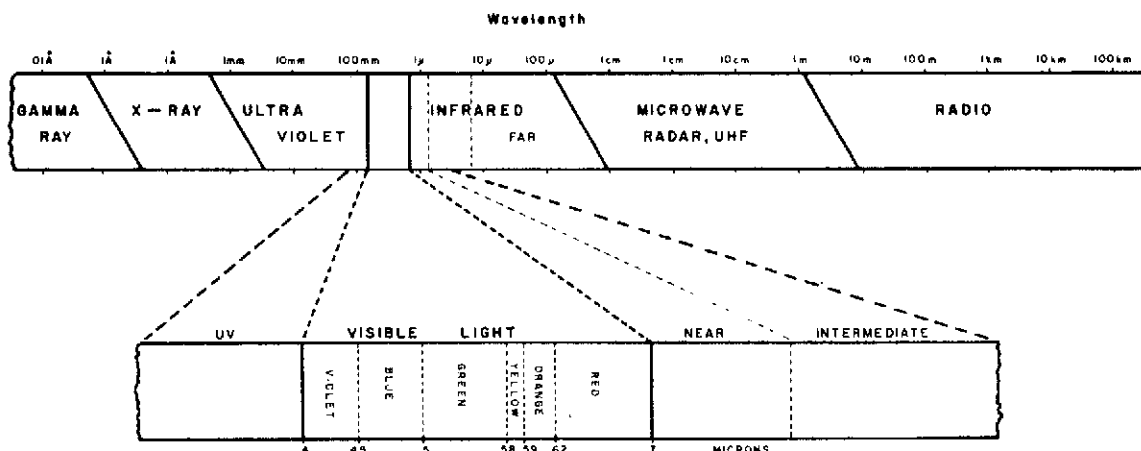 Wavelength
01Å 1Å 1Å 1mm 10mm 100mm 1μ 10μ 100μ 1cm 1cm 10cm 1m 10m 100m 1km 10km 100km
GAMMA RAY
X-RAY
ULTRA VIOLET
INFRARED
FAR
MICROWAVE
RADAR, UHF
RADIO
UV VISIBLE LIGHT NEAR INTERMEDIATE
VIOLET BLUE GREEN YELLOW ORANGE RED
5 58 59 62 7 MICRONS